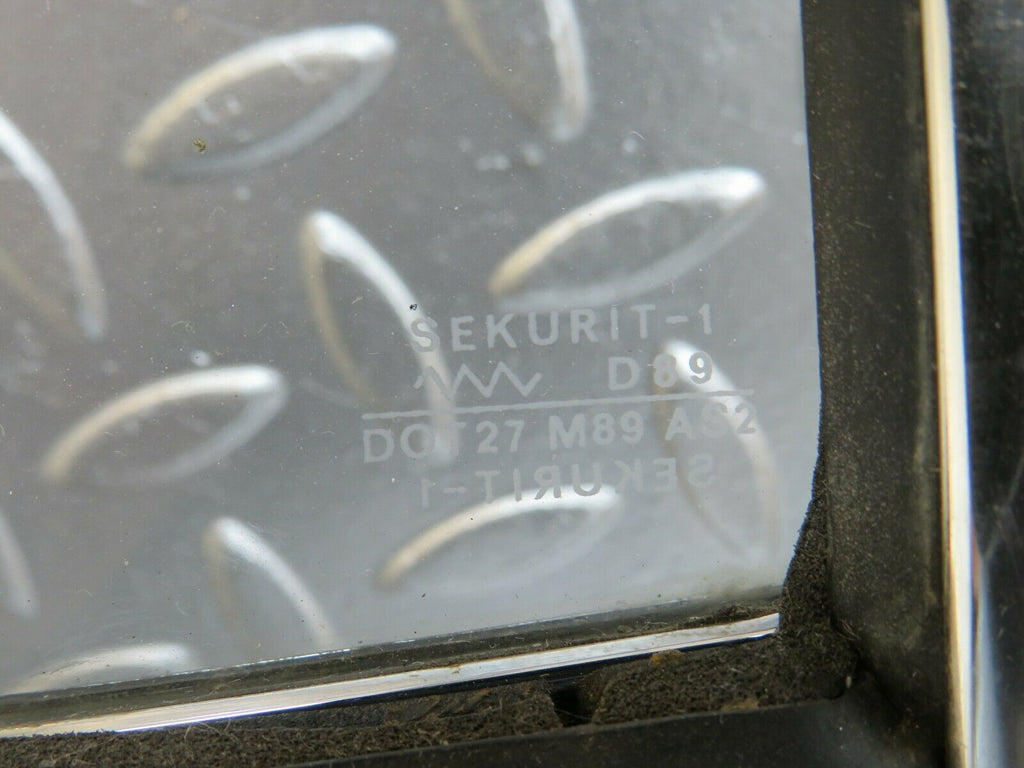 SEKURIT-1
D89
DOT27 M89 AS2
SEKURIT-1